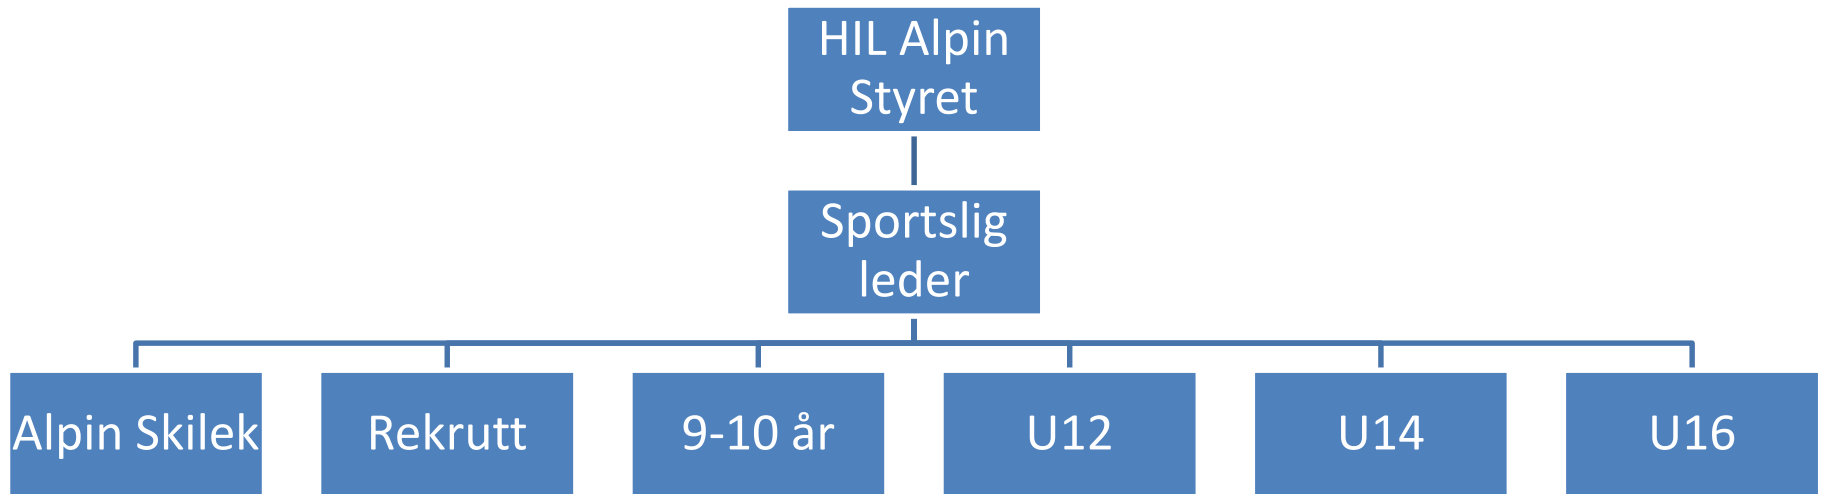 HIL Alpin
Styret
Sportslig
leder
Alpin Skilek
Rekrutt
9-10 år
U12
U14
U16